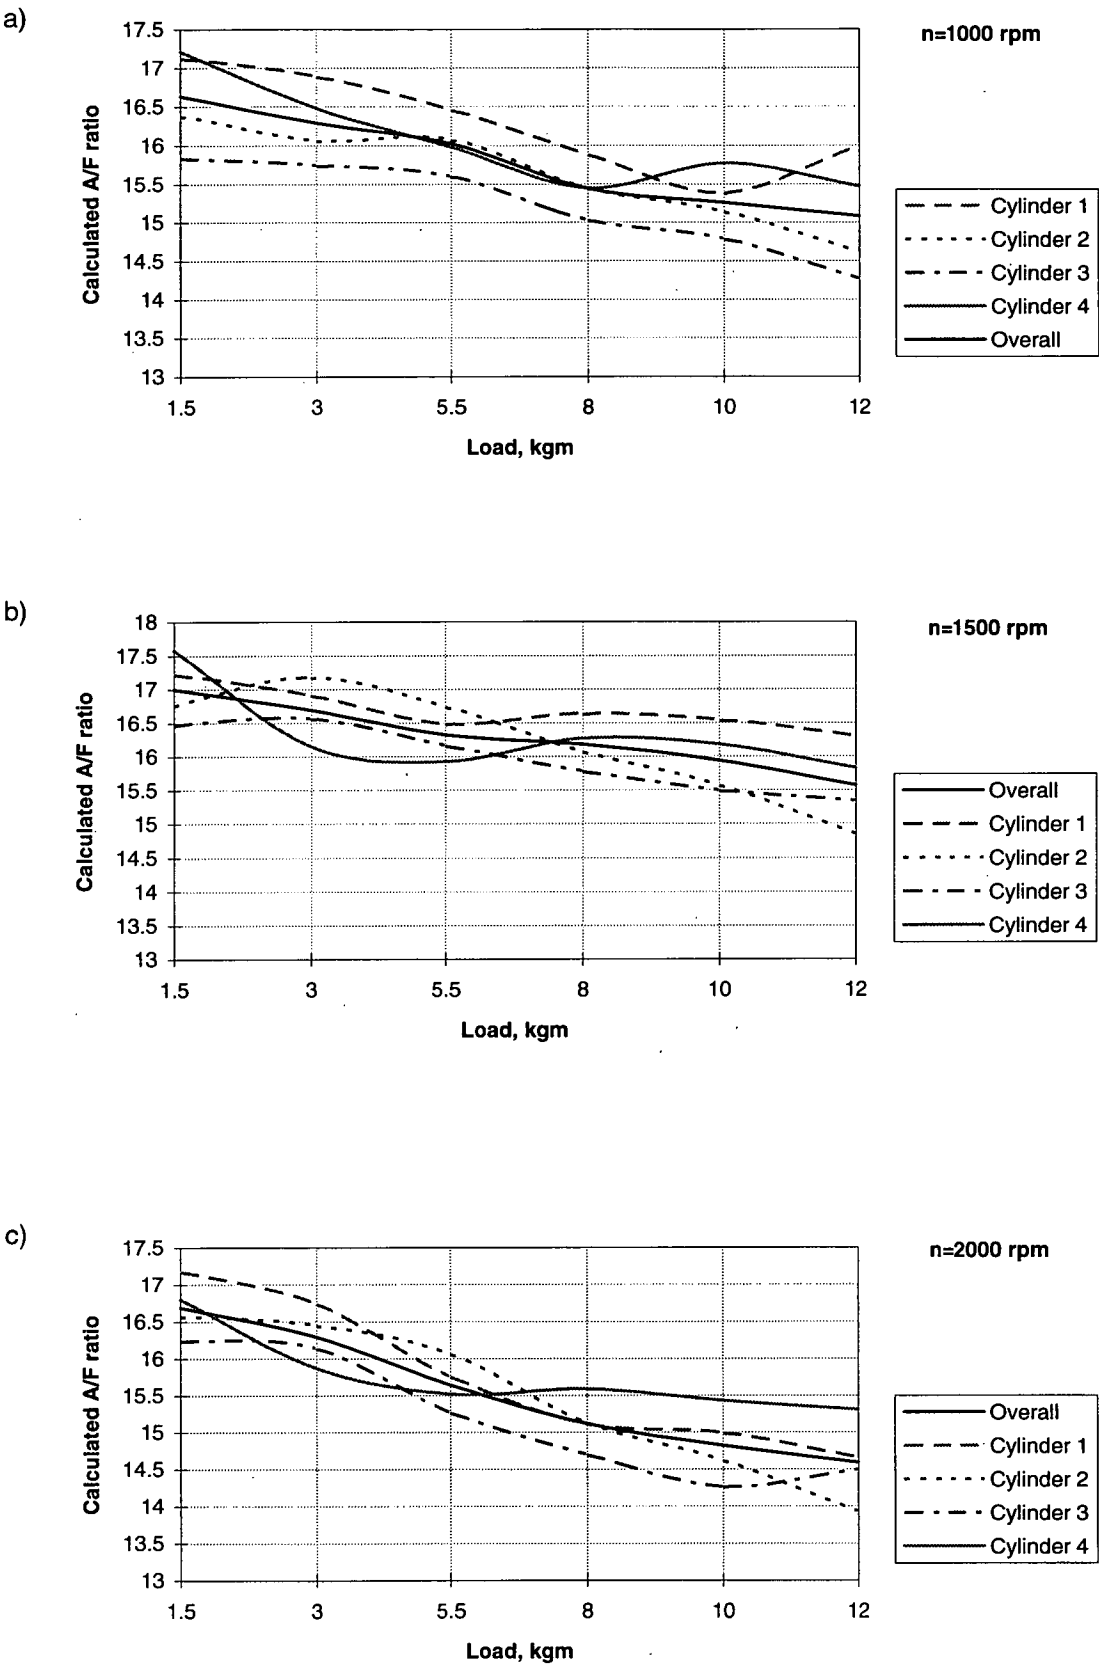 a)
n=1000 rpm
Calculated A/F ratio
17.5
17
16.5
16
15.5
15
14.5
14
13.5
13
1.5 3 5.5 8 10 12
Load, kgm
Cylinder 1
Cylinder 2
Cylinder 3
Cylinder 4
Overall
b)
n=1500 rpm
Calculated A/F ratio
18
17.5
17
16.5
16
15.5
15
14.5
14
13.5
13
1.5 3 5.5 8 10 12
Load, kgm
Overall
Cylinder 1
Cylinder 2
Cylinder 3
Cylinder 4
c)
n=2000 rpm
Calculated A/F ratio
17.5
17
16.5
16
15.5
15
14.5
14
13.5
13
1.5 3 5.5 8 10 12
Load, kgm
Overall
Cylinder 1
Cylinder 2
Cylinder 3
Cylinder 4